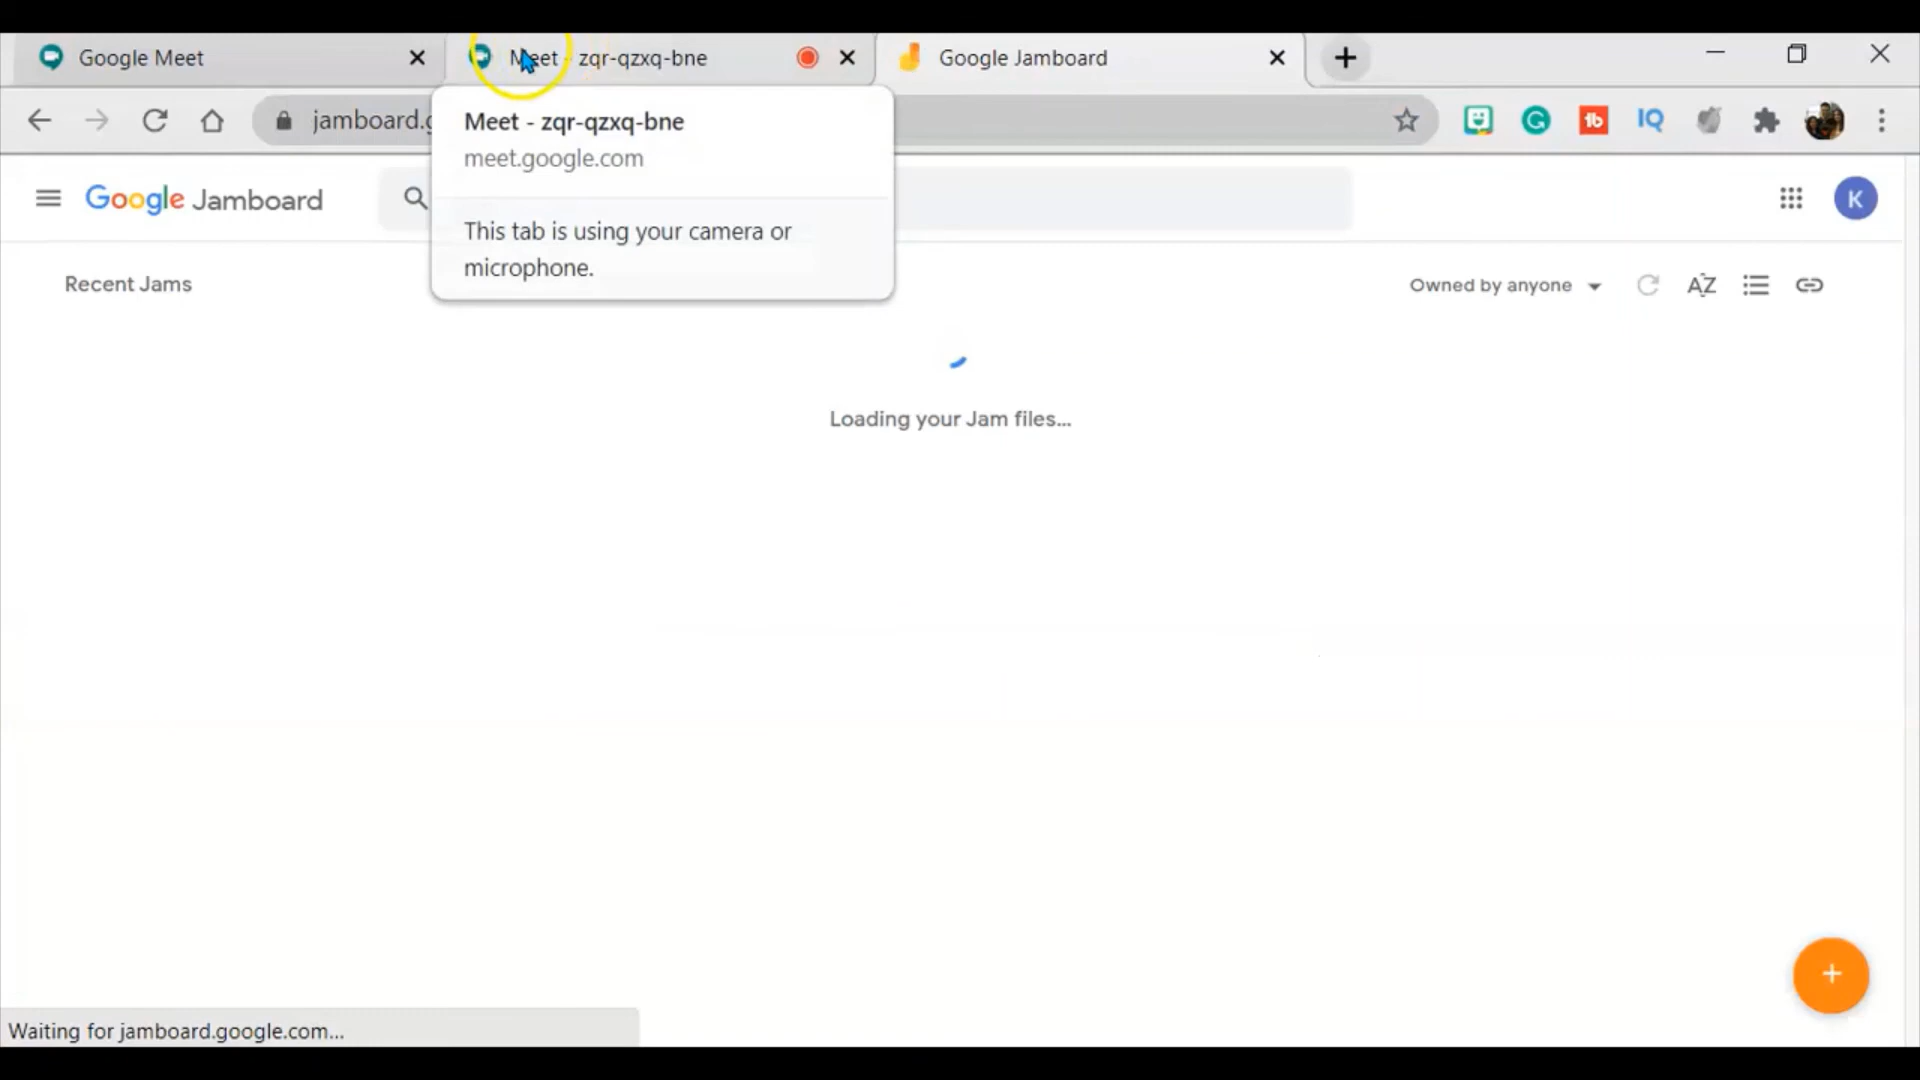 Google Meet
Meet - zqr-qzxq-bne
Google Jamboard
jamboard.g
Meet - zqr-qzxq-bne
meet.google.com
This tab is using your camera or
microphone.
tb
IQ
Google Jamboard
K
Recent Jams
Owned by anyone
AZ
Loading your Jam files...
Waiting for jamboard.google.com...